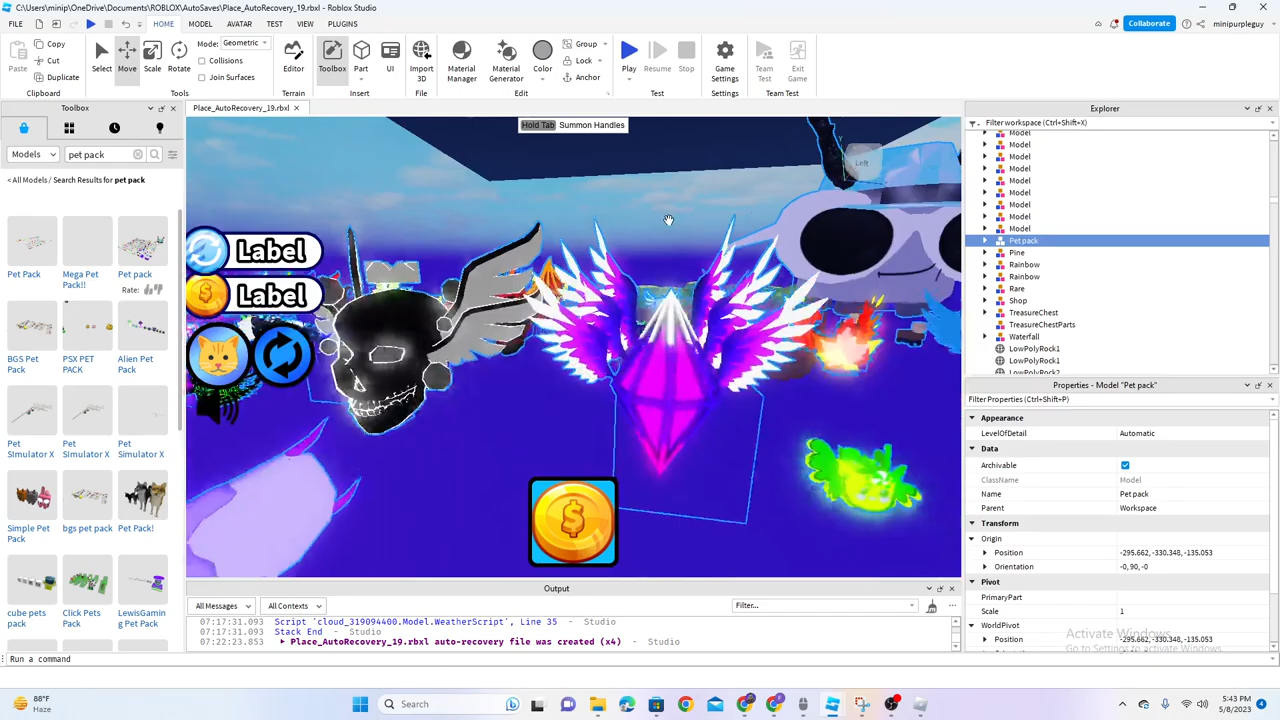 C:\Users\minip\OneDrive\Documents\ROBLOX\AutoSaves\Place_AutoRecovery_19.rbxl - Roblox Studio
FILE HOME MODEL AVATAR TEST VIEW PLUGINS Collaborate minipurpleguy
Paste Copy Cut Duplicate Select Move Scale Rotate Mode: Geometric Collisions Join Surfaces Editor Toolbox Part UI Import 3D Material Manager Material Generator Color Group Lock Anchor Play Resume Stop Game Settings Team Test Exit Game
Clipboard Tools Terrain Insert File Edit Test Settings Team Test
Toolbox
Place_AutoRecovery_19.rbxl
Models
pet pack
< All Models / Search Results for pet pack
Pet Pack
Mega Pet Pack!!
Pet pack
Rate:
BGS Pet Pack
PSX PET PACK
Alien Pet Pack
Pet SImulator X
Pet SImulator X
Pet SImulator X
Simple Pet Pack
bgs pet pack
Pet Pack!
cube pets pack
Click Pets Pack
LewisGamin g Pet Pack
Hold Tab Summon Handles
Left
Y
Label
Label
Explorer
Filter workspace (Ctrl+Shift+X)
Model
Model
Model
Model
Model
Model
Model
Model
Model
Pet pack
Pine
Rainbow
Rainbow
Rare
Shop
TreasureChest
TreasureChestParts
Waterfall
LowPolyRock1
LowPolyRock1
LowPolyRock2
Properties - Model "Pet pack"
Filter Properties (Ctrl+Shift+P)
Appearance
LevelOfDetail Automatic
Data
Archivable
ClassName Model
Name Pet pack
Parent Workspace
Transform
Origin
Position -295.662, -330.348, -135.053
Orientation -0, 90, -0
Pivot
PrimaryPart
Scale 1
WorldPivot
Position -295.662, -330.348, -135.053
Activate Windows
Go to Settings to activate Windows.
Output
All Messages All Contexts Filter...
07:17:31.093 Script 'cloud_319094400.Model.WeatherScript', Line 35 - Studio
07:17:31.093 Stack End - Studio
07:22:23.853 Place_AutoRecovery_19.rbxl auto-recovery file was created (x4) - Studio
Run a command
88°F
Haze
Search
5:43 PM
5/8/2023